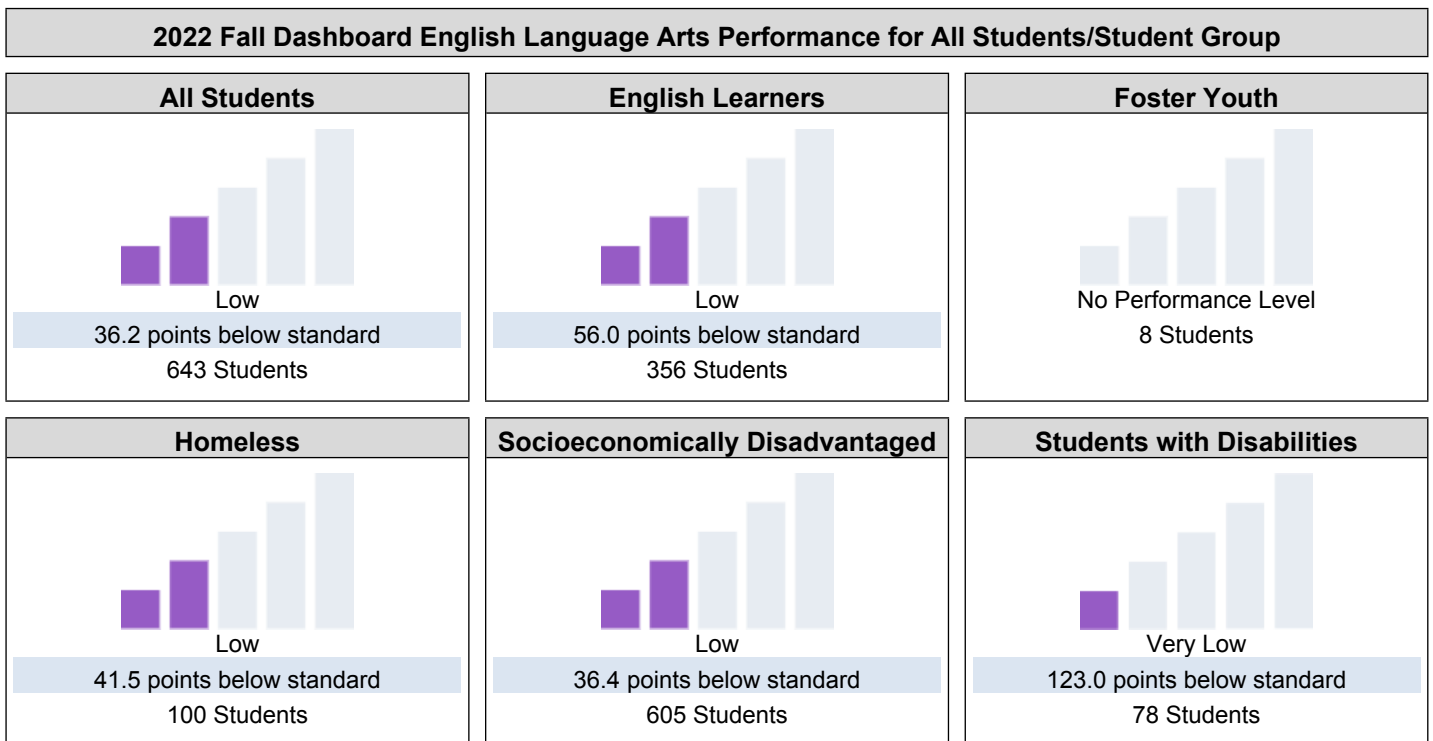 2022 Fall Dashboard English Language Arts Performance for All Students/Student Group
All Students
Low
36.2 points below standard
643 Students
English Learners
Low
56.0 points below standard
356 Students
Foster Youth
No Performance Level
8 Students
Homeless
Low
41.5 points below standard
100 Students
Socioeconomically Disadvantaged
Low
36.4 points below standard
605 Students
Students with Disabilities
Very Low
123.0 points below standard
78 Students